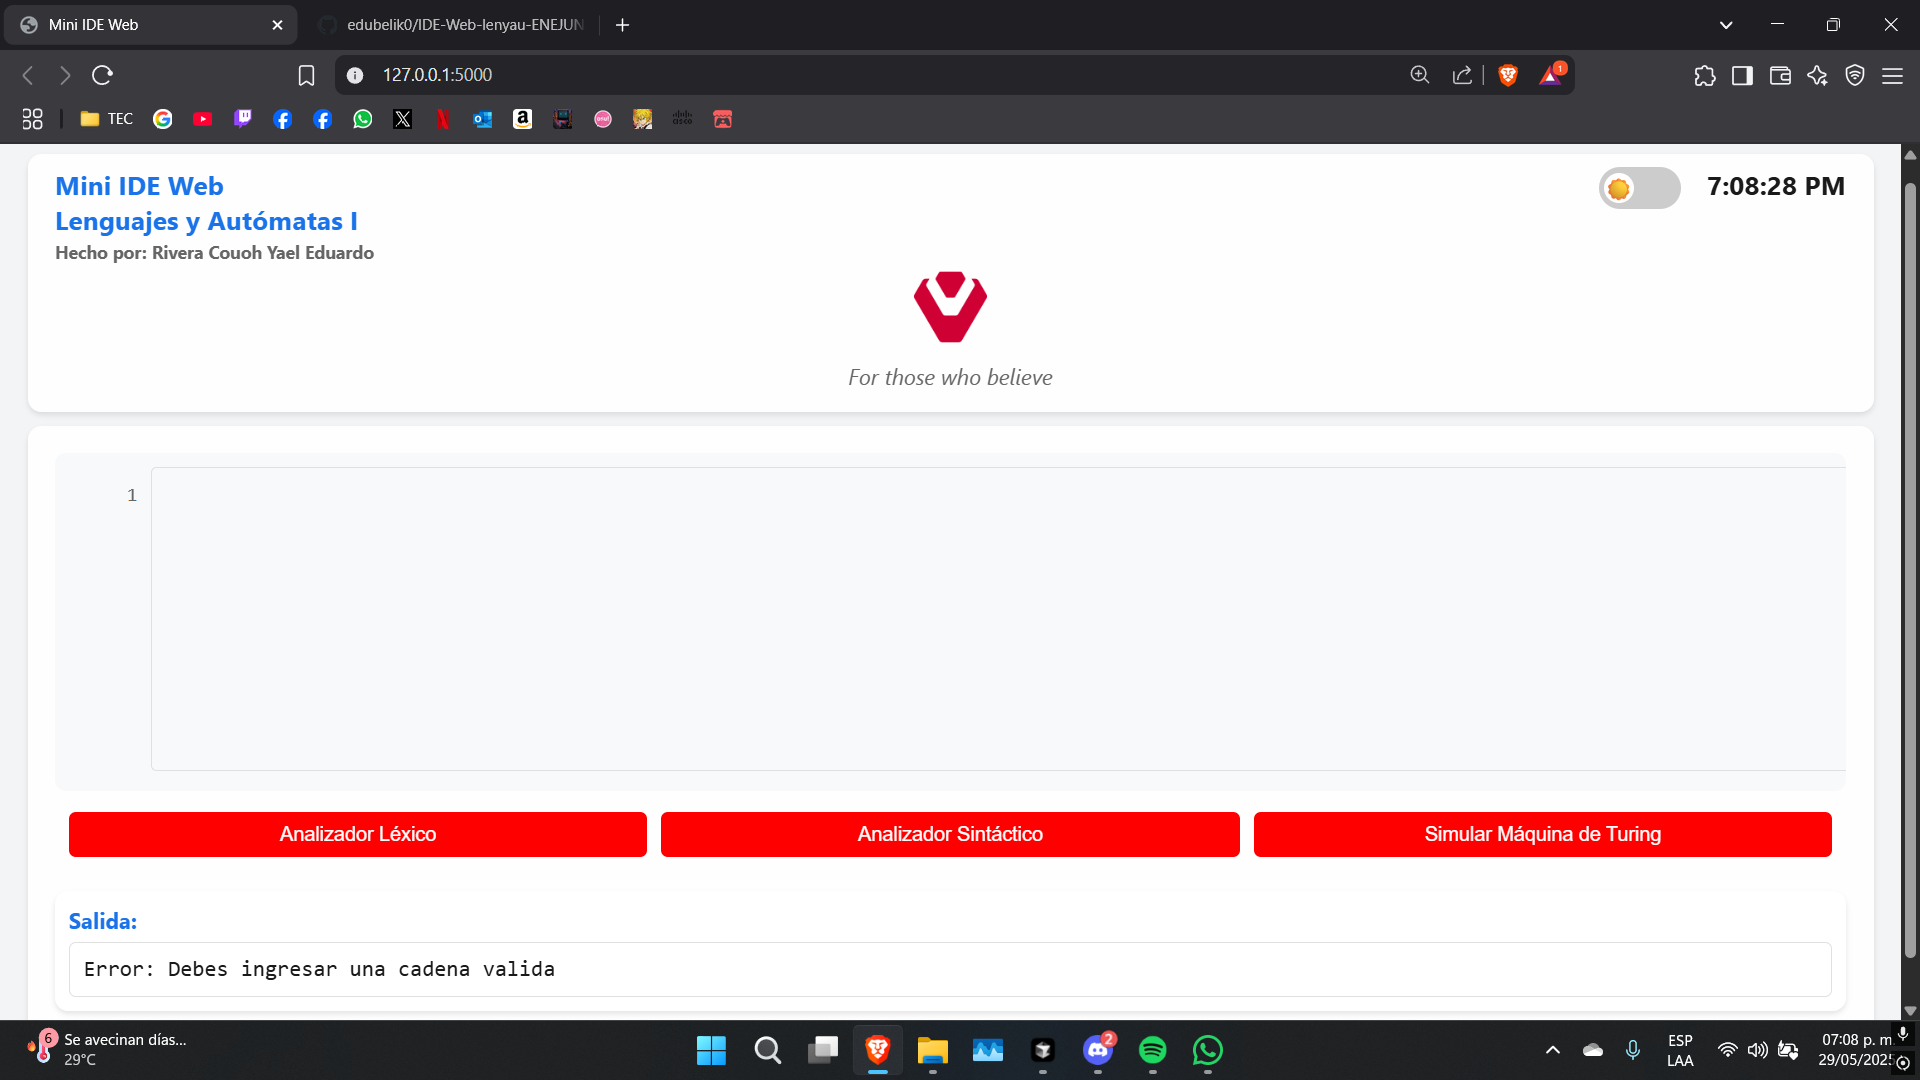 Mini IDE Web
edubelik0/IDE-Web-lenyau-ENEJUN
127.0.0.1:5000
1
TEC
Mini IDE Web
Lenguajes y Autómatas I
Hecho por: Rivera Couoh Yael Eduardo
7:08:28 PM
For those who believe
1
Analizador Léxico
Analizador Sintáctico
Simular Máquina de Turing
Salida:
Error: Debes ingresar una cadena valida
6
Se avecinan días...
29°C
2
ESP
LAA
07:08 p. m.
29/05/2025